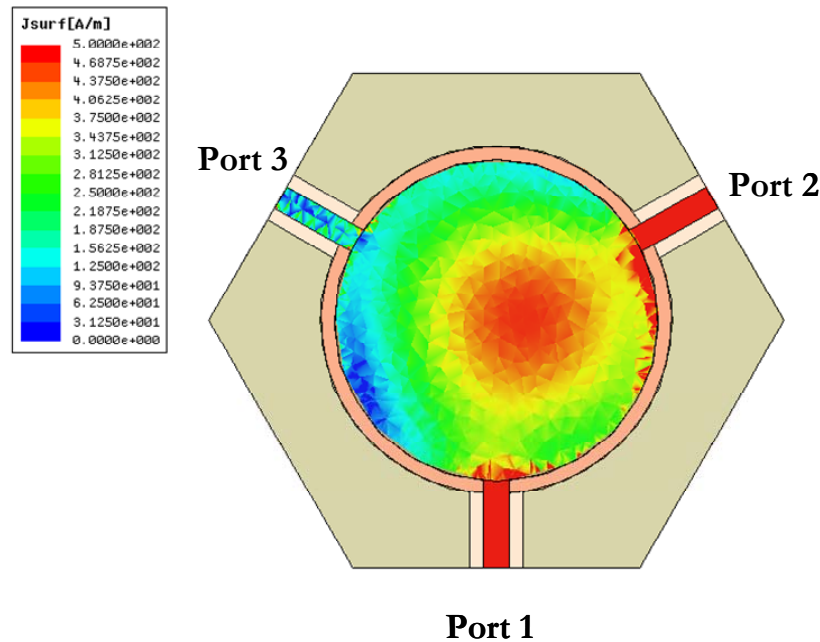 Jsurf[A/m]
5.0000e+002
4.6875e+002
4.3750e+002
4.0625e+002
3.7500e+002
3.4375e+002
3.1250e+002
2.8125e+002
2.5000e+002
2.1875e+002
1.8750e+002
1.5625e+002
1.2500e+002
9.3750e+001
6.2500e+001
3.1250e+001
0.0000e+000
Port 3
Port 2
Port 1